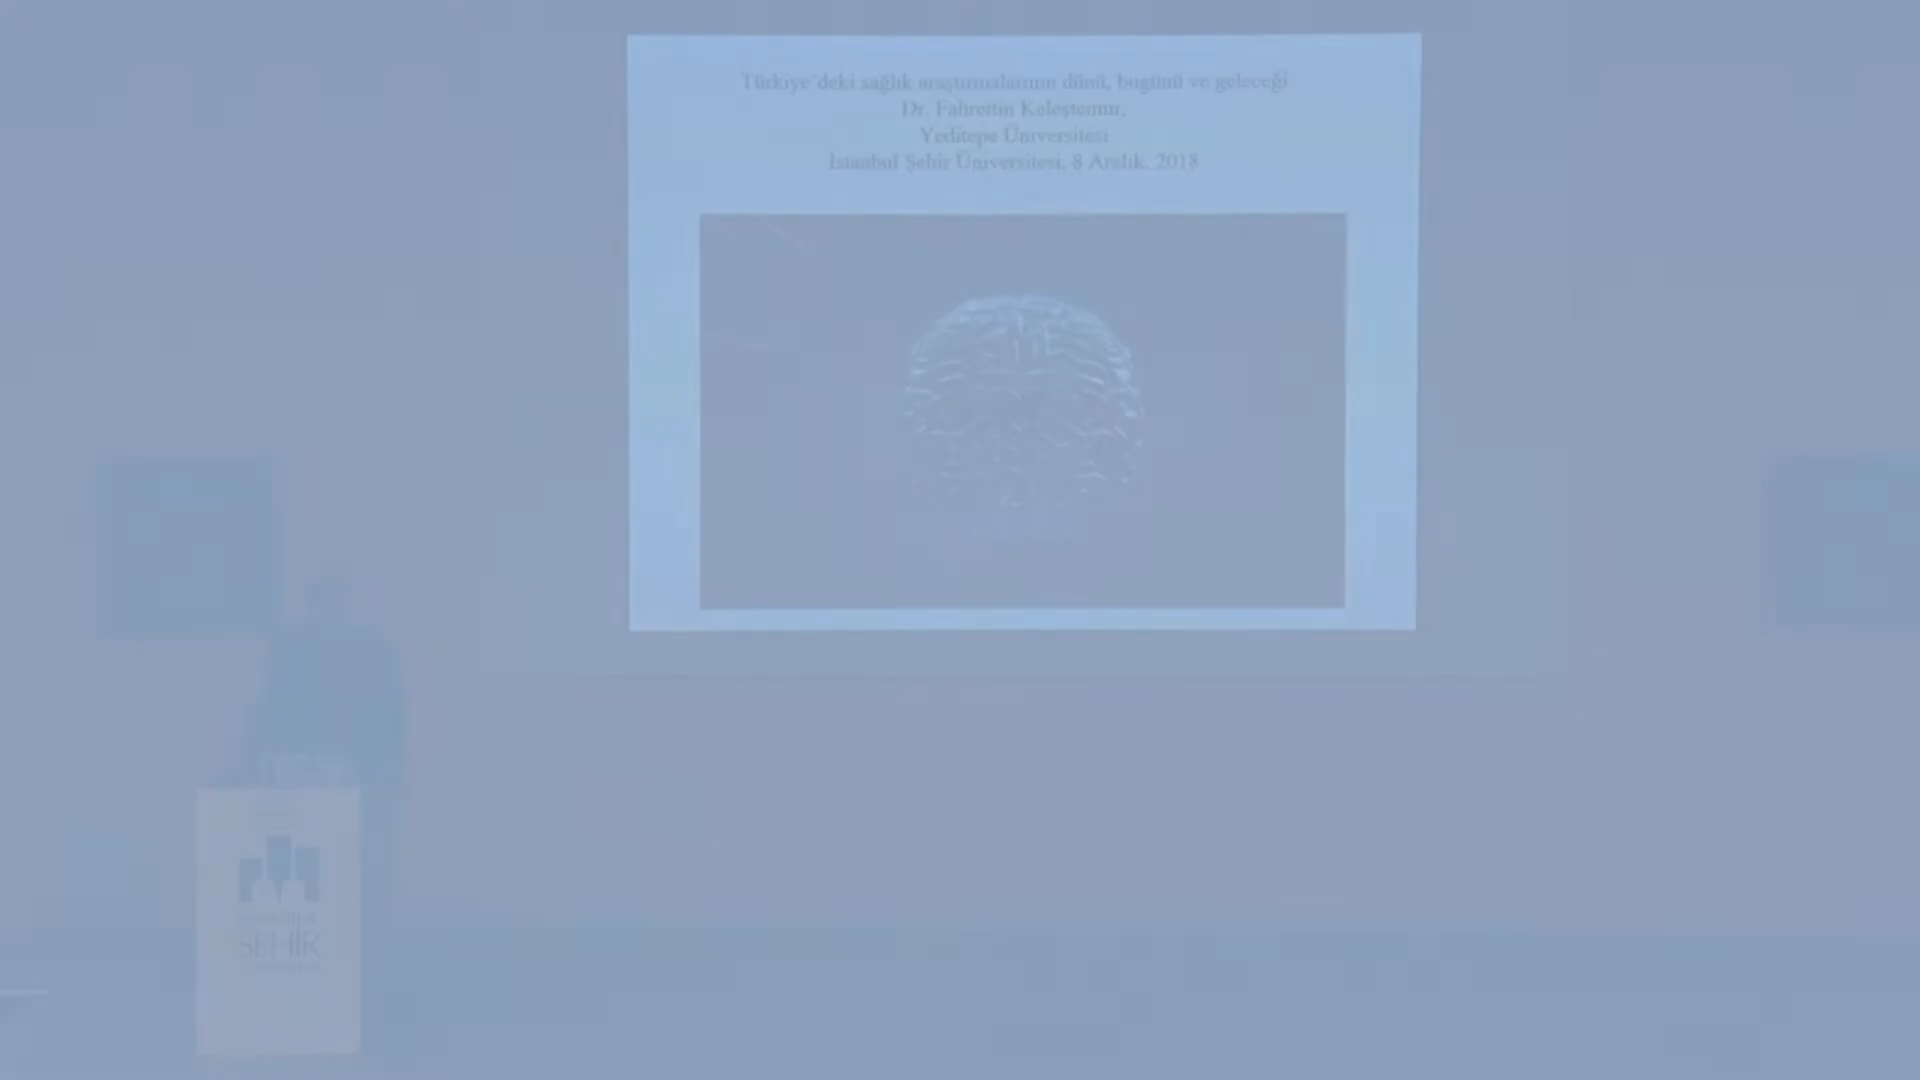 Türkiye'deki sağlık araştırmalarının dünü, bugünü ve geleceği
Dr. Fahrettin Keleştemur,
Yeditepe Üniversitesi
İstanbul Şehir Üniversitesi, 8 Aralık, 2018
ŞEHİR